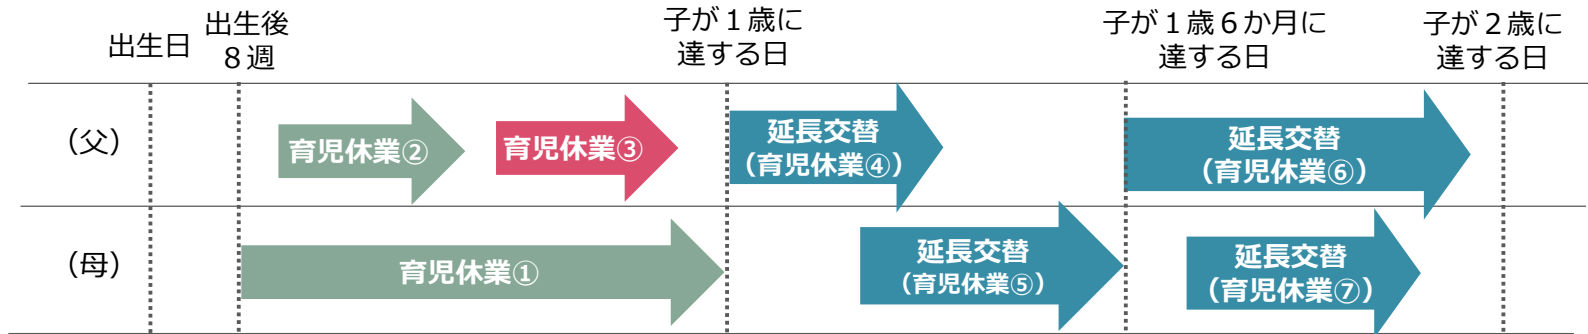 出生日
出生後
８週
子が１歳に
達する日
子が１歳６か月に
達する日
子が２歳に
達する日
（父）
育児休業②
育児休業③
延長交替
（育児休業④）
延長交替
（育児休業⑥）
（母）
育児休業①
延長交替
（育児休業⑤）
延長交替
（育児休業⑦）